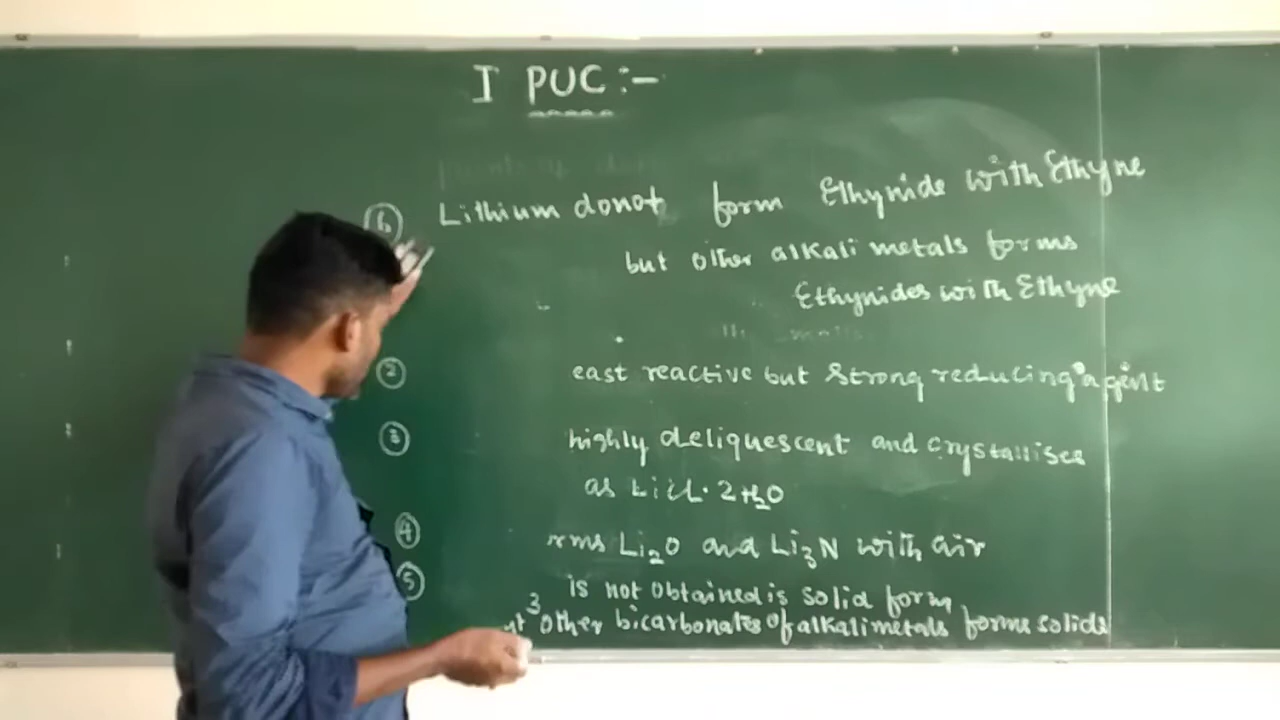 I PUC:-
⑥ Lithium donot form Ethynide with Ethyne
but other alkali metals forms
Ethynides with Ethyne
② east reactive but strong reducing agent
③ highly deliquescent and crystallises
as LiCl·2H₂O
④ rms Li₂O and Li₃N with air
⑤ is not obtained is solid form
3
other bicarbonates of alkalimetals forms solids